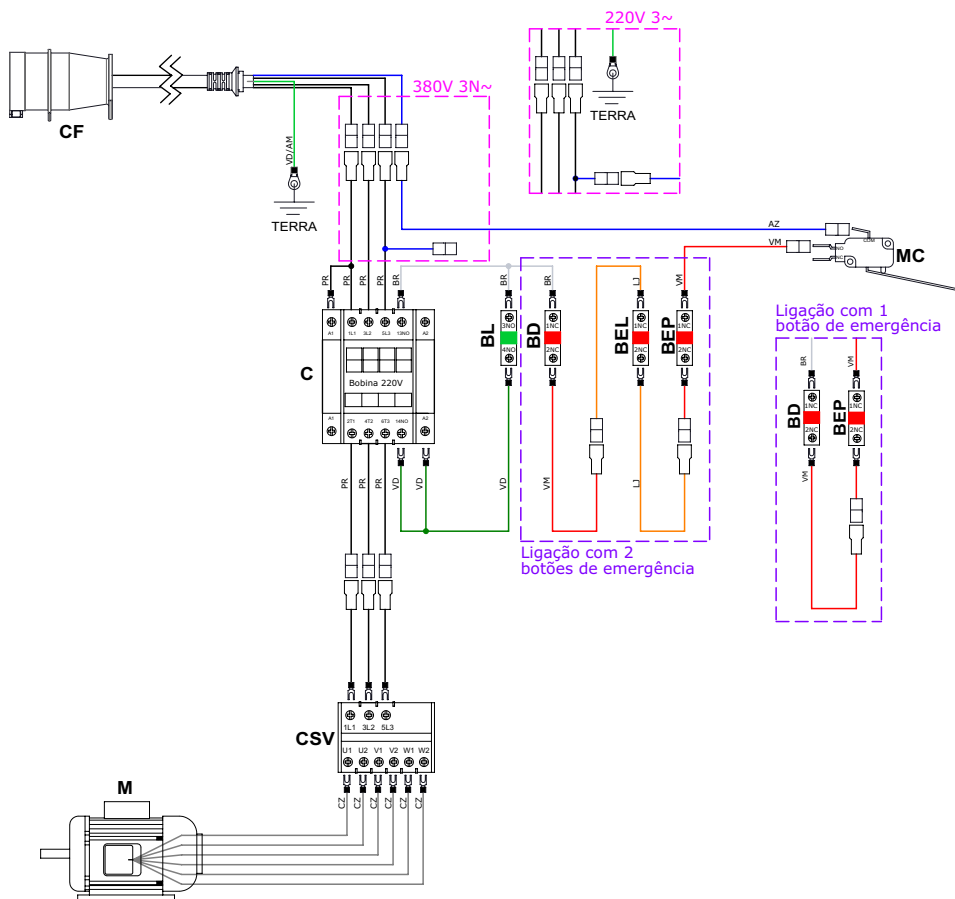 220V 3~
380V 3N~
CF
VD/AM
TERRA
TERRA
AZ
VM
COM
NO
NC
MC
PR
PR
PR
PR
BR
BR
BR
LJ
VM
Ligação com 1
botão de emergência
A1
1L1
3L2
5L3
13NO
A2
C
Bobina 220V
A1
2T1
4T2
6T3
14NO
A2
BL
3NO
4NO
BD
1NC
2NC
BEL
1NC
2NC
BEP
1NC
2NC
BR
VM
BD
1NC
2NC
BEP
1NC
2NC
PR
PR
PR
VD
VD
VD
VM
LJ
VM
Ligação com 2
botões de emergência
CSV
1L1
3L2
5L3
U1
U2
V1
V2
W1
W2
M
CZ
CZ
CZ
CZ
CZ
CZ